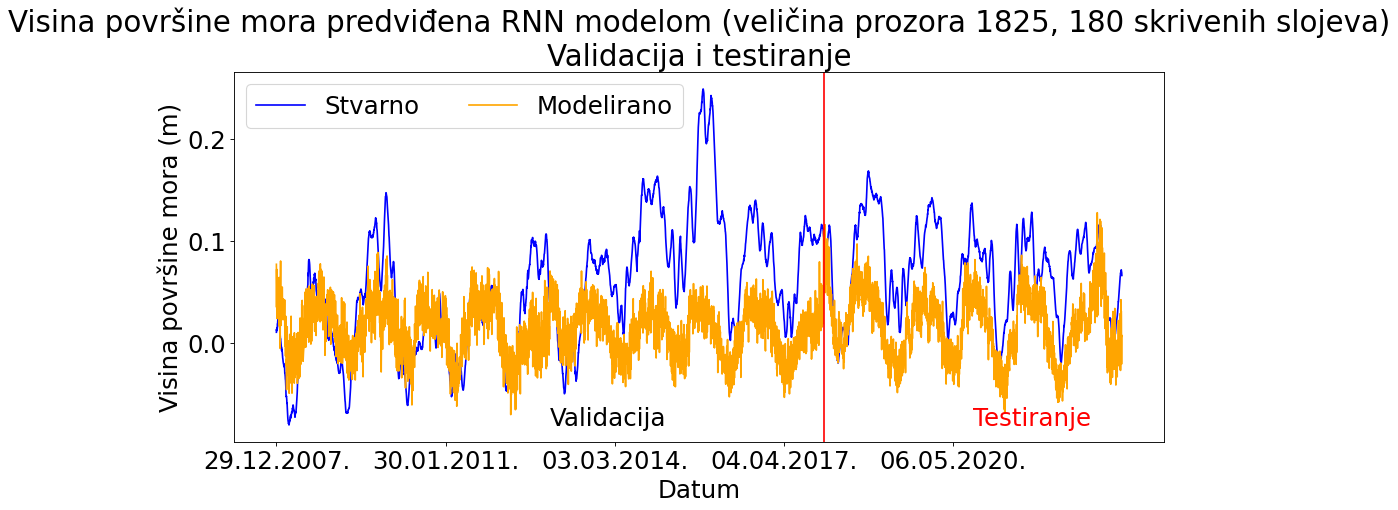 Visina površine mora predviđena RNN modelom (veličina prozora 1825, 180 skrivenih slojeva)
Validacija i testiranje
Stvarno
Modelirano
Visina površine mora (m)
0.2
0.1
0.0
Validacija
Testiranje
29.12.2007.
30.01.2011.
03.03.2014.
04.04.2017.
06.05.2020.
Datum